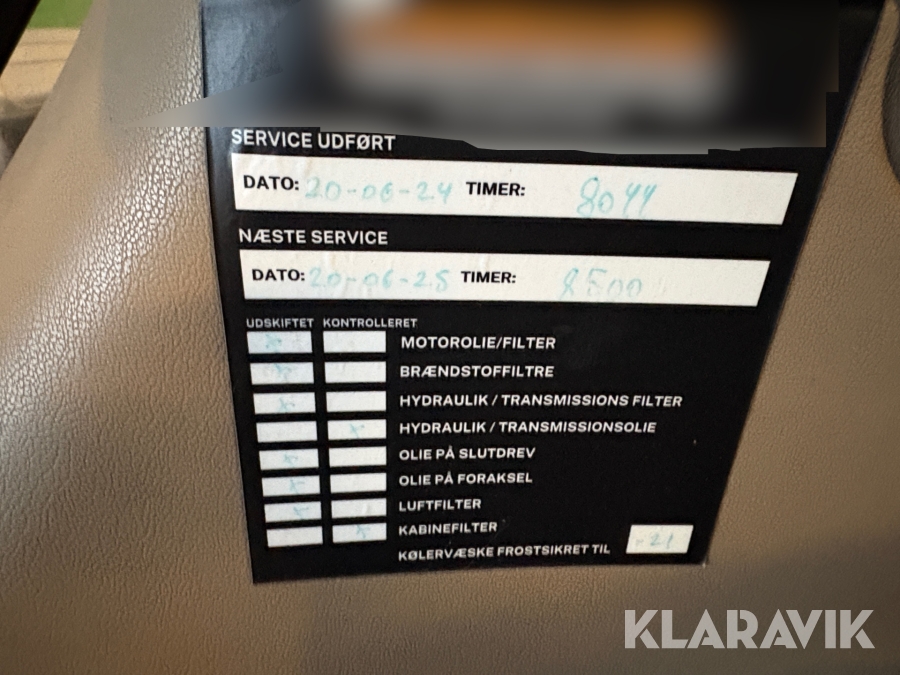 SERVICE UDFØRT
DATO: 20-06-24 TIMER: 8044
NÆSTE SERVICE
DATO: 20-06-25 TIMER: 8500
UDSKIFTET KONTROLLERET
x MOTOROLIE/FILTER
x BRÆNDSTOFFILTRE
x HYDRAULIK / TRANSMISSIONS FILTER
x HYDRAULIK / TRANSMISSIONSOLIE
x OLIE PÅ SLUTDREV
x OLIE PÅ FORAKSEL
x LUFTFILTER
x KABINEFILTER
KØLERVÆSKE FROSTSIKRET TIL -21
KLARAVIK